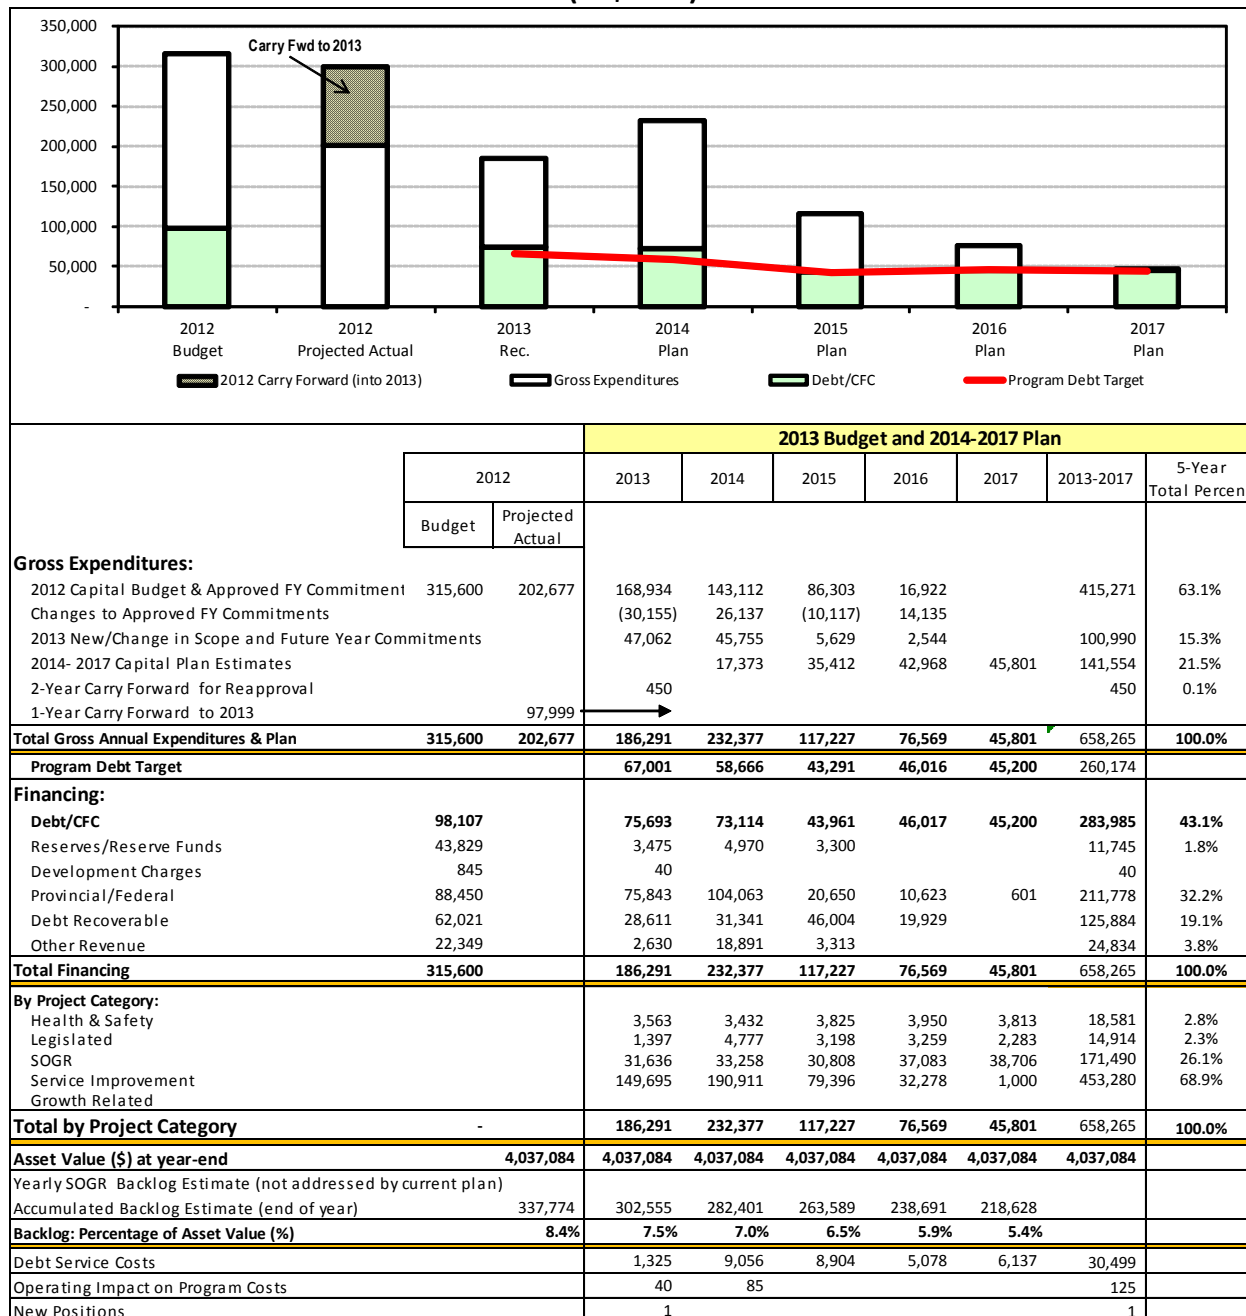 350,000
300,000
250,000
200,000
150,000
100,000
50,000
-
Carry Fwd to 2013
2012 2012 2013 2014 2015 2016 2017
Budget Projected Actual Rec. Plan Plan Plan Plan
2012 Carry Forward (into 2013) Gross Expenditures Debt/CFC Program Debt Target
2013 Budget and 2014-2017 Plan
2012 2013 2014 2015 2016 2017 2013-2017 5-Year Total Percen
Budget Projected Actual
Gross Expenditures:
2012 Capital Budget & Approved FY Commitment 315,600 202,677 168,934 143,112 86,303 16,922 415,271 63.1%
Changes to Approved FY Commitments (30,155) 26,137 (10,117) 14,135
2013 New/Change in Scope and Future Year Commitments 47,062 45,755 5,629 2,544 100,990 15.3%
2014- 2017 Capital Plan Estimates 17,373 35,412 42,968 45,801 141,554 21.5%
2-Year Carry Forward for Reapproval 450 450 0.1%
1-Year Carry Forward to 2013 97,999
Total Gross Annual Expenditures & Plan 315,600 202,677 186,291 232,377 117,227 76,569 45,801 658,265 100.0%
Program Debt Target 67,001 58,666 43,291 46,016 45,200 260,174
Financing:
Debt/CFC 98,107 75,693 73,114 43,961 46,017 45,200 283,985 43.1%
Reserves/Reserve Funds 43,829 3,475 4,970 3,300 11,745 1.8%
Development Charges 845 40 40
Provincial/Federal 88,450 75,843 104,063 20,650 10,623 601 211,778 32.2%
Debt Recoverable 62,021 28,611 31,341 46,004 19,929 125,884 19.1%
Other Revenue 22,349 2,630 18,891 3,313 24,834 3.8%
Total Financing 315,600 186,291 232,377 117,227 76,569 45,801 658,265 100.0%
By Project Category:
Health & Safety 3,563 3,432 3,825 3,950 3,813 18,581 2.8%
Legislated 1,397 4,777 3,198 3,259 2,283 14,914 2.3%
SOGR 31,636 33,258 30,808 37,083 38,706 171,490 26.1%
Service Improvement 149,695 190,911 79,396 32,278 1,000 453,280 68.9%
Growth Related
Total by Project Category - 186,291 232,377 117,227 76,569 45,801 658,265 100.0%
Asset Value ($) at year-end 4,037,084 4,037,084 4,037,084 4,037,084 4,037,084 4,037,084 4,037,084
Yearly SOGR Backlog Estimate (not addressed by current plan)
Accumulated Backlog Estimate (end of year) 337,774 302,555 282,401 263,589 238,691 218,628
Backlog: Percentage of Asset Value (%) 8.4% 7.5% 7.0% 6.5% 5.9% 5.4%
Debt Service Costs 1,325 9,056 8,904 5,078 6,137 30,499
Operating Impact on Program Costs 40 85 125
New Positions 1 1